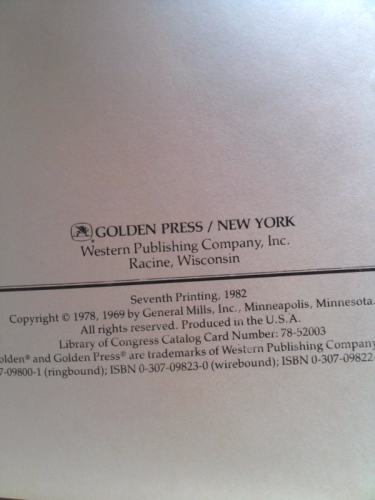 GOLDEN PRESS / NEW YORK
Western Publishing Company, Inc.
Racine, Wisconsin
Seventh Printing, 1982
Copyright © 1978, 1969 by General Mills, Inc., Minneapolis, Minnesota.
All rights reserved. Produced in the U.S.A.
Library of Congress Catalog Card Number: 78-52003
olden® and Golden Press® are trademarks of Western Publishing Company
7-09800-1 (ringbound); ISBN 0-307-09823-0 (wirebound); ISBN 0-307-09822-